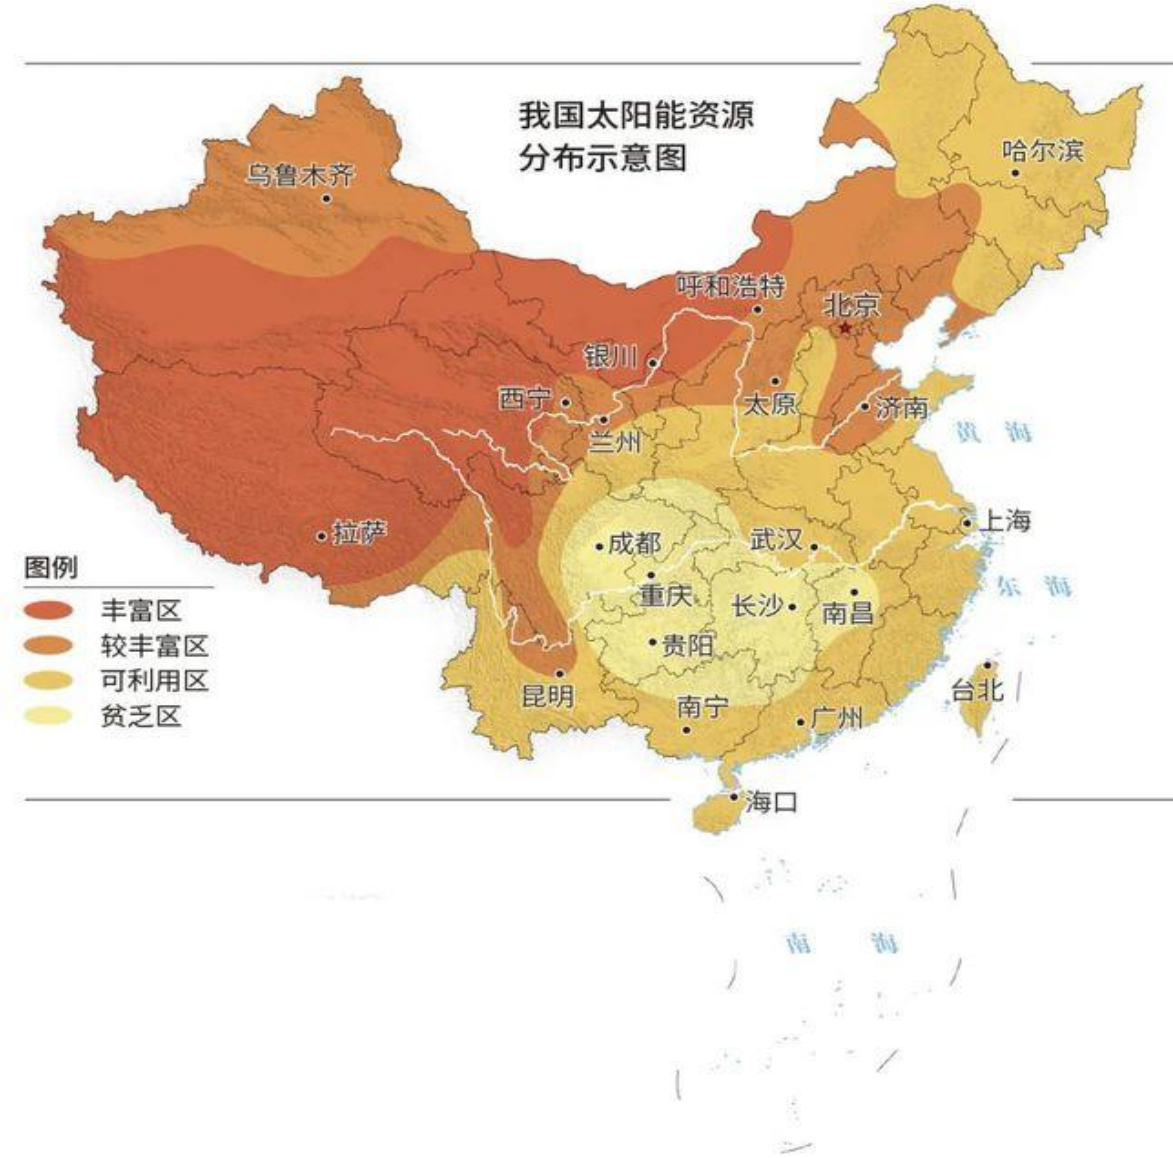 我国太阳能资源
分布示意图
哈尔滨
乌鲁木齐
呼和浩特
北京
银川
西宁
太原
济南
兰州
黄 海
拉萨
成都
武汉
上海
图例
丰富区
较丰富区
可利用区
贫乏区
重庆
长沙
南昌
东 海
贵阳
昆明
南宁
广州
台北
海口
南 海